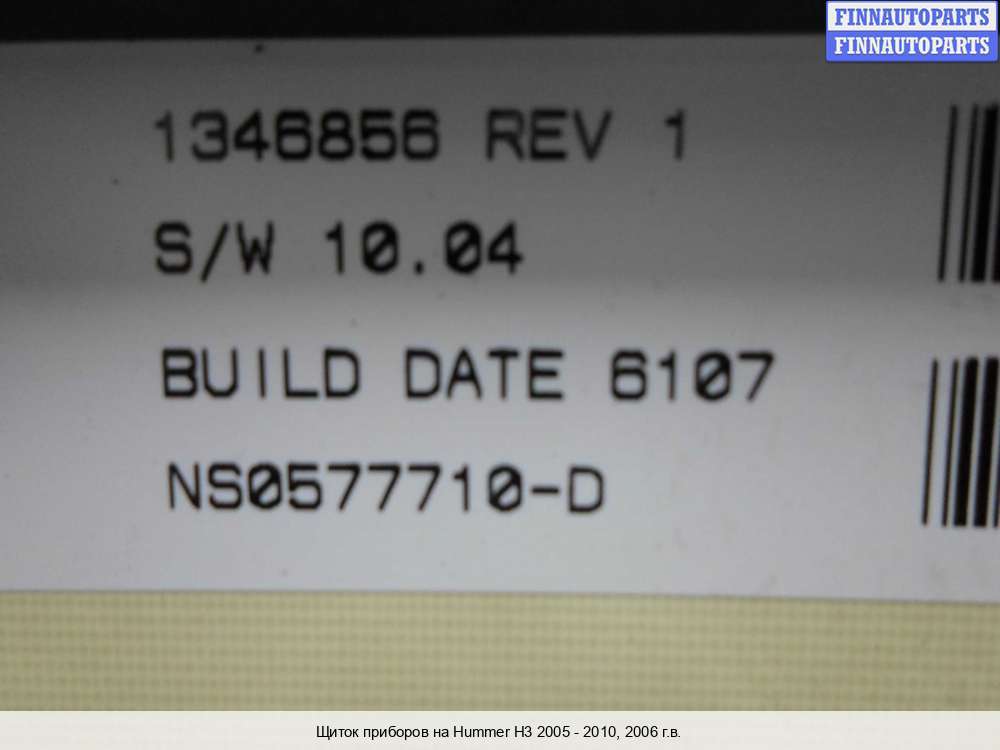 FINNAUTOPARTS
FINNAUTOPARTS
1346856 REV 1
S/W 10.04
BUILD DATE 6107
NS0577710-D
Щиток приборов на Hummer H3 2005 - 2010, 2006 г.в.